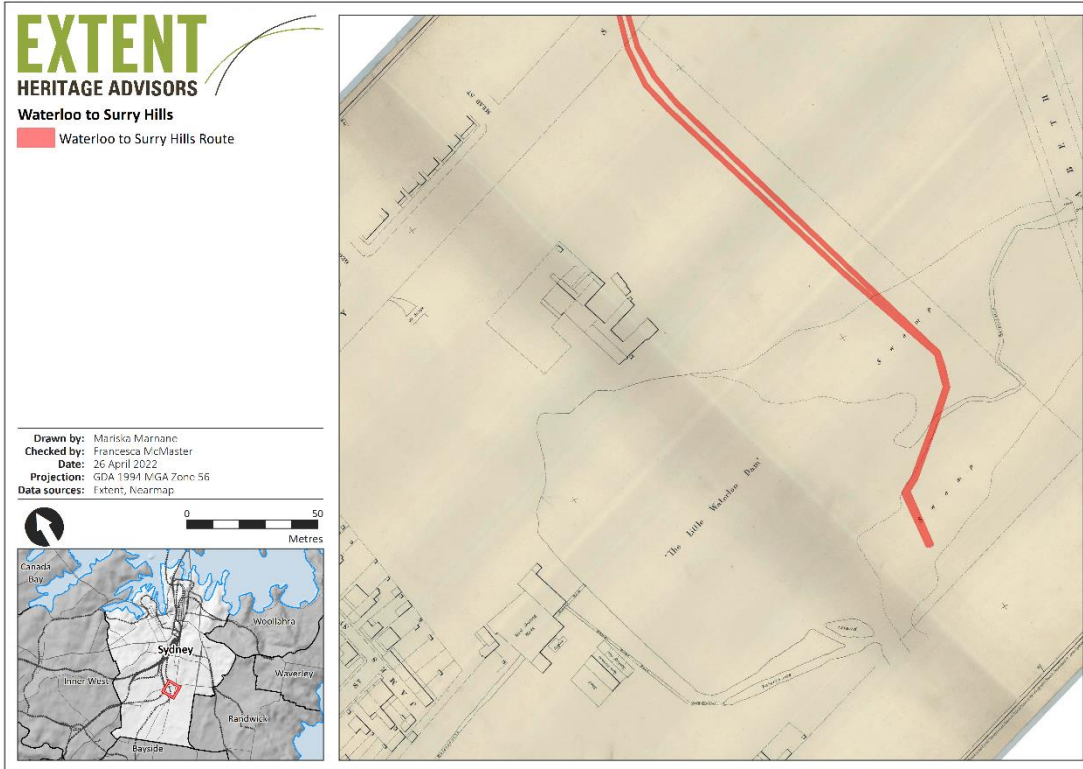 EXTENT
HERITAGE ADVISORS
Waterloo to Surry Hills
Waterloo to Surry Hills Route
Drawn by: Mariska Marnane
Checked by: Francesca McMaster
Date: 26 April 2022
Projection: GDA 1994 MGA Zone 56
Data sources: Extent, Nearmap
0 50
Metres
Canada
Bay
Woollahra
Sydney
Inner West
Waverley
Randwick
Bayside
MEAD ST
S
A B E T H
Swamp
Swamp
"The Little Waterloo Dam"